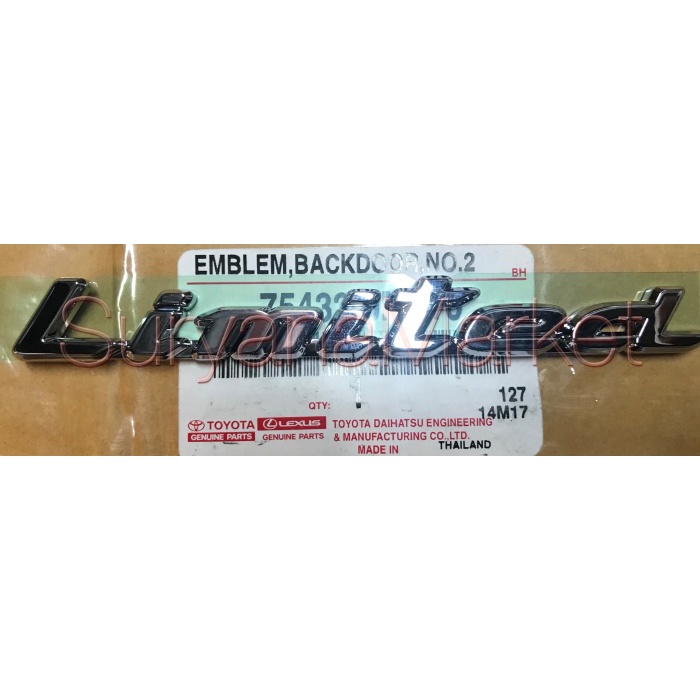 EMBLEM,BACKDOOR,NO.2
BH
Limited
SuryanaMarket
127
QTY:
14M17
TOYOTA
GENUINE PARTS
LEXUS
GENUINE PARTS
TOYOTA DAIHATSU ENGINEERING
& MANUFACTURING CO.,LTD.
MADE IN THAILAND